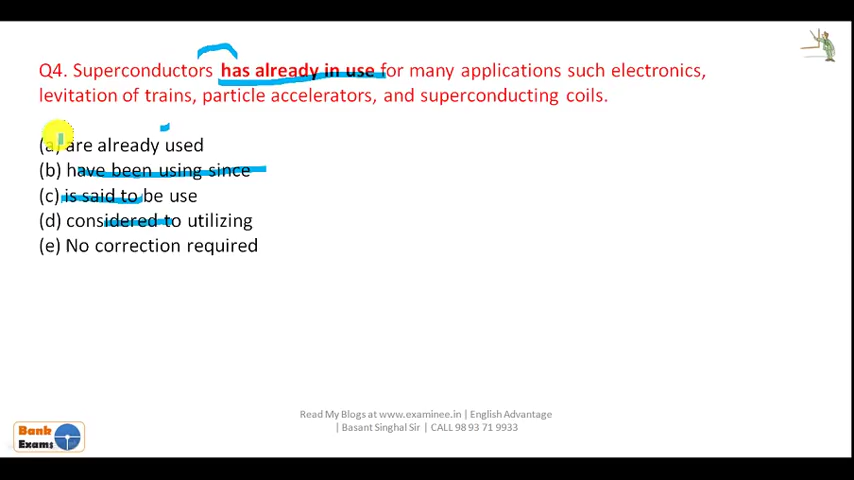 Q4. Superconductors has already in use for many applications such electronics,
levitation of trains, particle accelerators, and superconducting coils.
(a) are already used
(b) have been using since
(c) is said to be use
(d) considered to utilizing
(e) No correction required
Read My Blogs at www.examinee.in | English Advantage
| Basant Singhal Sir | CALL 98 93 71 9933
Bank
Exams